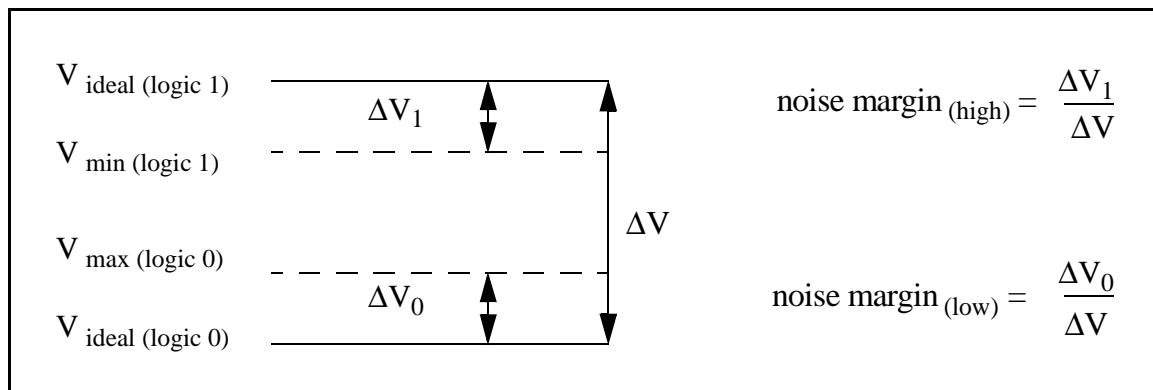 V ideal (logic 1)
ΔV1
noise margin (high) = ΔV1
ΔV
V min (logic 1)
ΔV
V max (logic 0)
ΔV0
noise margin (low) = ΔV0
ΔV
V ideal (logic 0)